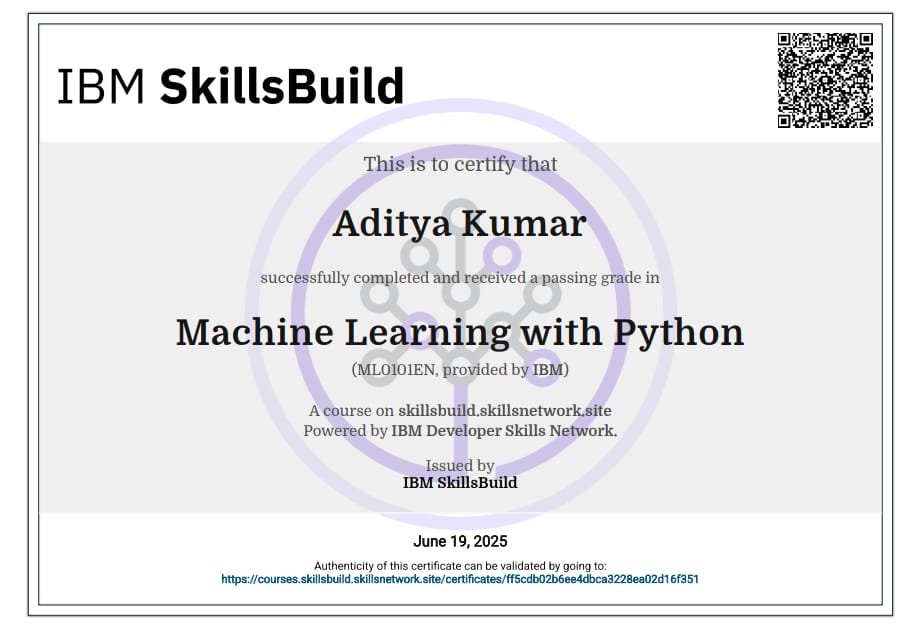 IBM SkillsBuild
This is to certify that
Aditya Kumar
successfully completed and received a passing grade in
Machine Learning with Python
(ML0101EN, provided by IBM)
A course on skillsbuild.skillsnetwork.site
Powered by IBM Developer Skills Network.
Issued by
IBM SkillsBuild
June 19, 2025
Authenticity of this certificate can be validated by going to:
https://courses.skillsbuild.skillsnetwork.site/certificates/ff5cdb02b6ee4dbca3228ea02d16f351